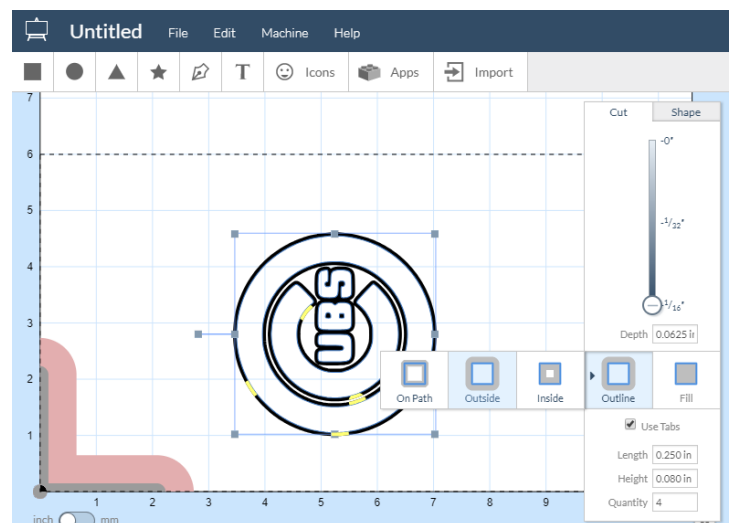 Untitled File Edit Machine Help
T Icons Apps Import
Cut Shape
7
6
5
4
3
2
1
-0"
-1/32"
-1/16"
UBS
Depth 0.0625 in
On Path Outside Inside Outline Fill
Use Tabs
Length 0.250 in
Height 0.080 in
Quantity 4
1 2 3 4 5 6 7 8 9
inch mm